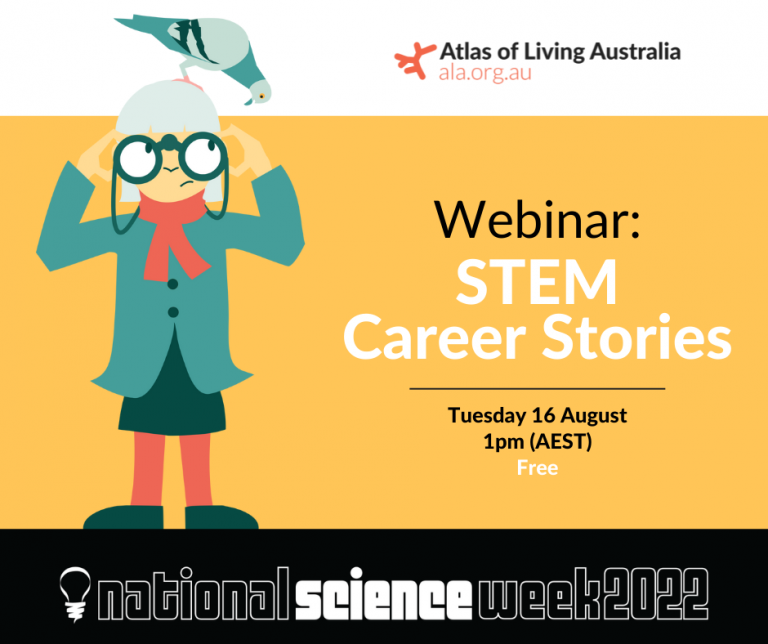 Atlas of Living Australia
ala.org.au
Webinar:
STEM
Career Stories
Tuesday 16 August
1pm (AEST)
Free
national science week 2022